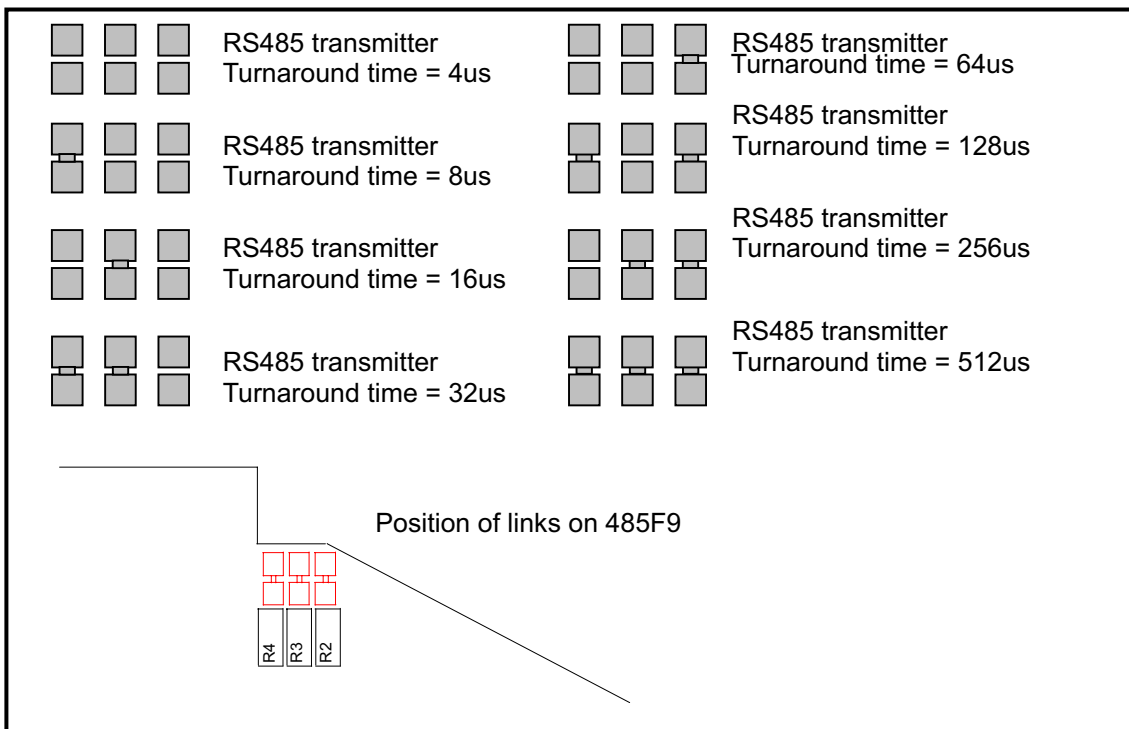 RS485 transmitter
Turnaround time = 4us
RS485 transmitter
Turnaround time = 8us
RS485 transmitter
Turnaround time = 16us
RS485 transmitter
Turnaround time = 32us
RS485 transmitter
Turnaround time = 64us
RS485 transmitter
Turnaround time = 128us
RS485 transmitter
Turnaround time = 256us
RS485 transmitter
Turnaround time = 512us
Position of links on 485F9
R4
R3
R2